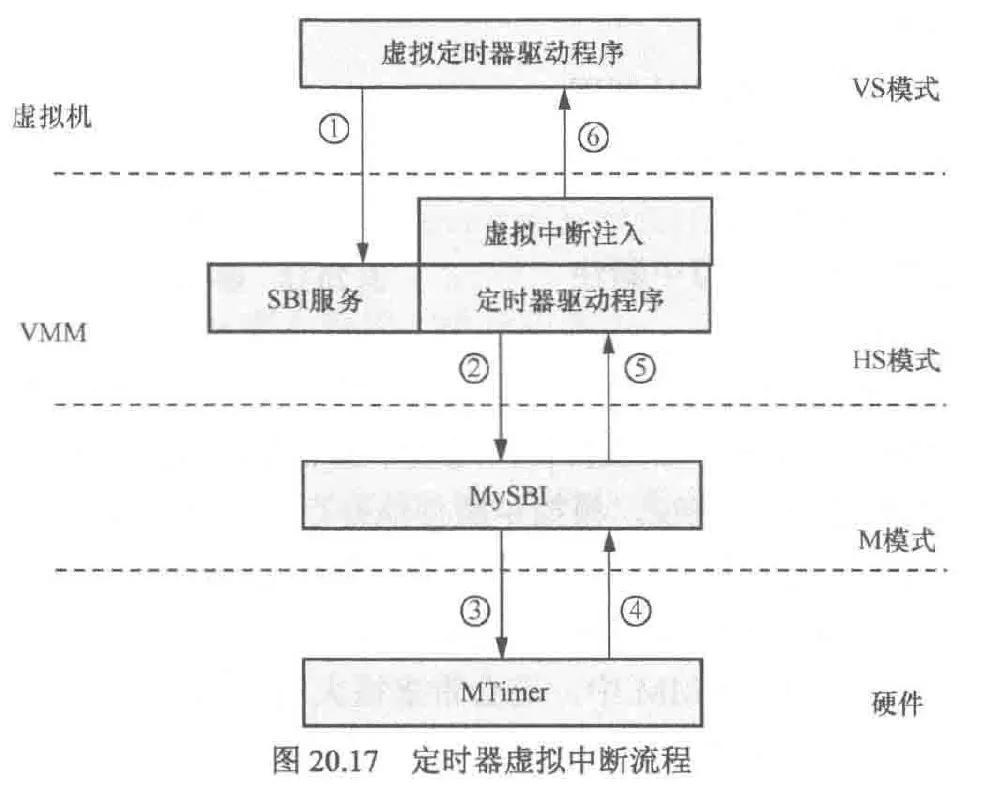 虚拟定时器驱动程序
VS模式
虚拟机
①
⑥
虚拟中断注入
SBI服务
定时器驱动程序
VMM
②
⑤
HS模式
MySBI
M模式
③
④
MTimer
硬件
图 20.17 定时器虚拟中断流程